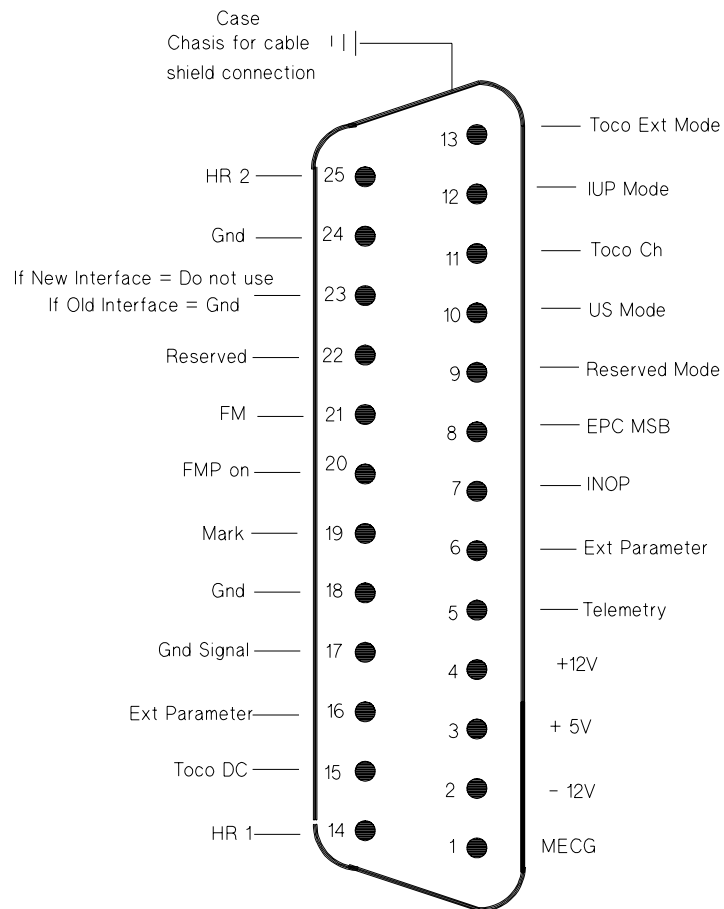 Case
Chasis for cable
shield connection
13 Toco Ext Mode
HR 2 25
12 IUP Mode
Gnd 24
11 Toco Ch
If New Interface = Do not use
If Old Interface = Gnd
23
10 US Mode
Reserved 22
9 Reserved Mode
FM 21
8 EPC MSB
FMP on 20
7 INOP
Mark 19
6 Ext Parameter
Gnd 18
5 Telemetry
Gnd Signal 17
4 +12V
Ext Parameter 16
3 + 5V
Toco DC 15
2 - 12V
HR 1 14
1 MECG